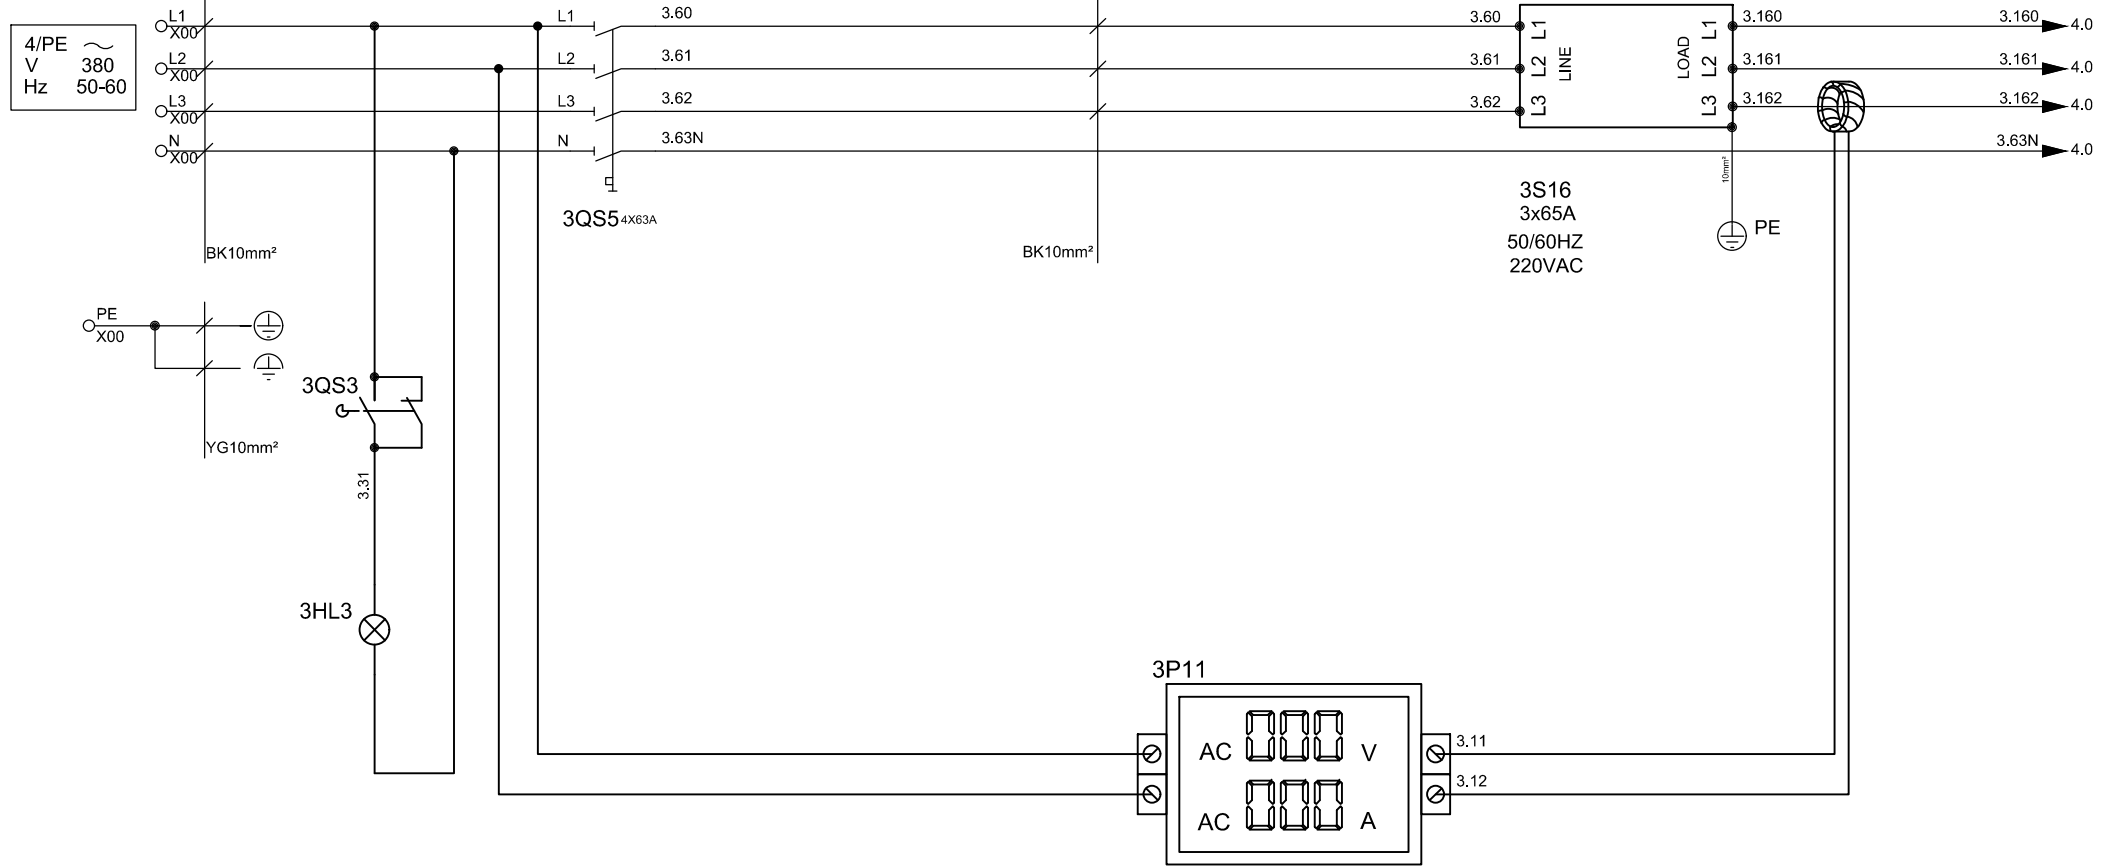 4/PE
V 380
Hz 50-60
L1
X00
L2
X00
L3
X00
N
X00
BK10mm²
L1
L2
L3
N
3QS5 4X63A
3.60
3.61
3.62
3.63N
BK10mm²
3.60
3.61
3.62
L1
L2
L3
LINE
LOAD
L1
L2
L3
3.160
3.161
3.162
3.160
3.161
3.162
3.63N
4.0
4.0
4.0
4.0
3S16
3x65A
50/60HZ
220VAC
10mm²
PE
PE
X00
YG10mm²
3QS3
3.31
3HL3
3P11
AC 000 V
AC 000 A
3.11
3.12